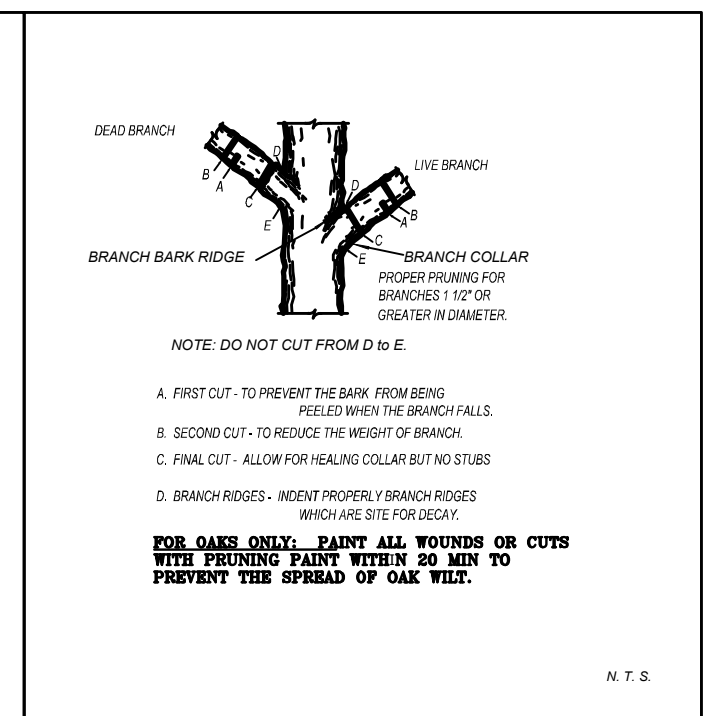 DEAD BRANCH
D
B
A
C
E
LIVE BRANCH
D
B
A
C
E
BRANCH BARK RIDGE
BRANCH COLLAR
PROPER PRUNING FOR
BRANCHES 1 1/2" OR
GREATER IN DIAMETER.
NOTE: DO NOT CUT FROM D to E.
A. FIRST CUT - TO PREVENT THE BARK FROM BEING
PEELED WHEN THE BRANCH FALLS.
B. SECOND CUT - TO REDUCE THE WEIGHT OF BRANCH.
C. FINAL CUT - ALLOW FOR HEALING COLLAR BUT NO STUBS
D. BRANCH RIDGES - INDENT PROPERLY BRANCH RIDGES
WHICH ARE SITE FOR DECAY.
FOR OAKS ONLY: PAINT ALL WOUNDS OR CUTS
WITH PRUNING PAINT WITHIN 20 MIN TO
PREVENT THE SPREAD OF OAK WILT.
N. T. S.